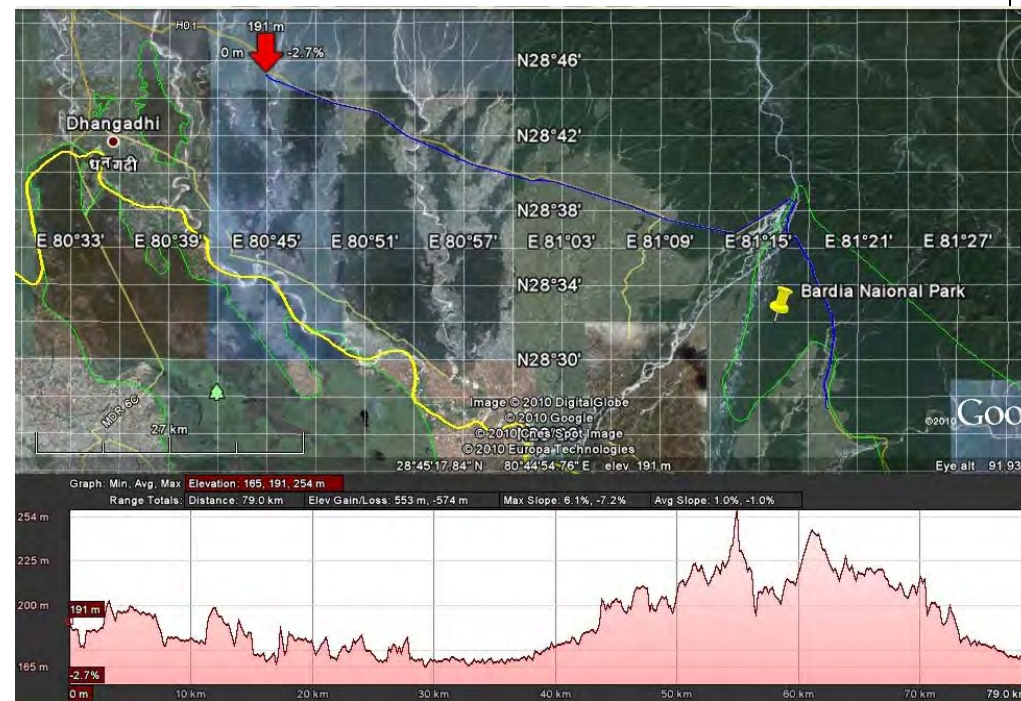 H01
191 m
0 m -2.7%
N28°46'
Dhangadhi
धनगढी
N28°42'
N28°38'
E 80°33' E 80°39' E 80°45' E 80°51' E 80°57' E 81°03' E 81°09' E 81°15' E 81°21' E 81°27'
N28°34'
Bardia Naional Park
N28°30'
MDR 6C
27 km
Image © 2010 DigitalGlobe
© 2010 Google
© 2010 Cnes/Spot Image
© 2010 Europa Technologies
©2010 Goo
28°45'17.84" N 80°44'54.76" E elev 191 m
Eye alt 91.93
Graph: Min, Avg, Max Elevation: 165, 191, 254 m
Range Totals: Distance: 79.0 km Elev Gain/Loss: 553 m, -574 m Max Slope: 6.1%, -7.2% Avg Slope: 1.0%, -1.0%
254 m
225 m
200 m
191 m
165 m
-2.7%
0 m 10 km 20 km 30 km 40 km 50 km 60 km 70 km 79.0 k